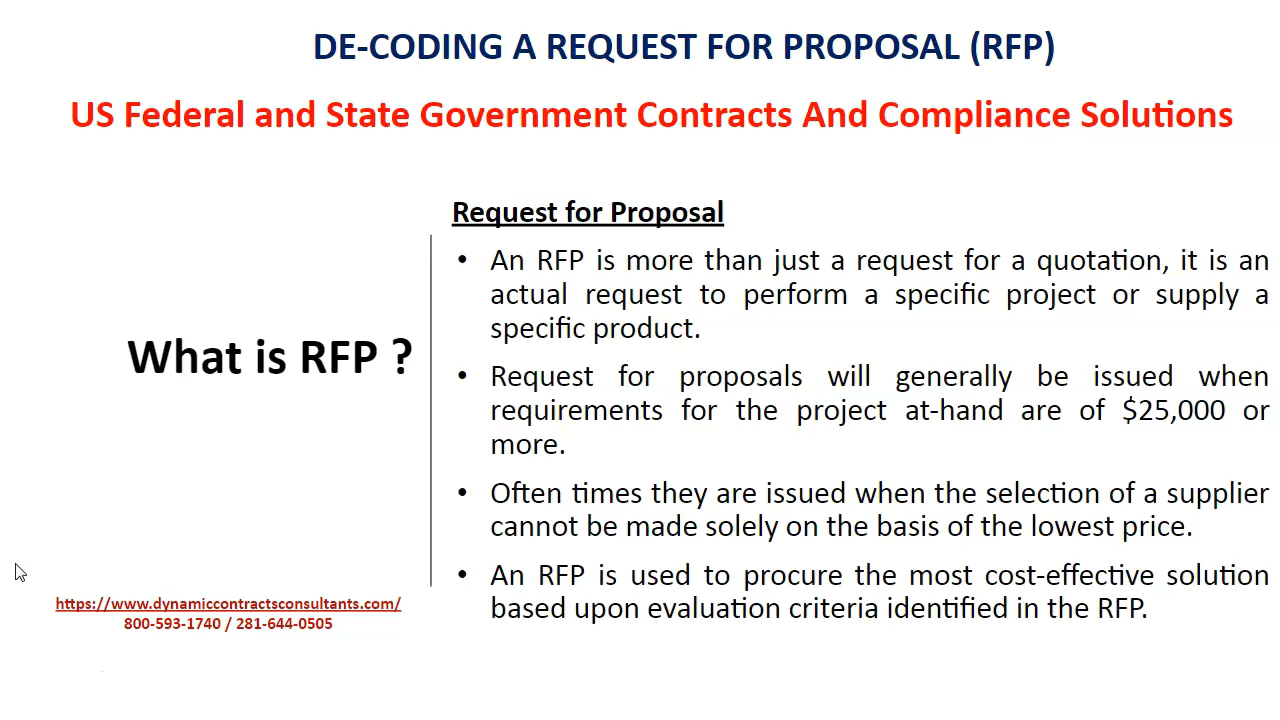 DE-CODING A REQUEST FOR PROPOSAL (RFP)
US Federal and State Government Contracts And Compliance Solutions
What is RFP ?
Request for Proposal
• An RFP is more than just a request for a quotation, it is an
actual request to perform a specific project or supply a
specific product.
• Request for proposals will generally be issued when
requirements for the project at-hand are of $25,000 or
more.
• Often times they are issued when the selection of a supplier
cannot be made solely on the basis of the lowest price.
• An RFP is used to procure the most cost-effective solution
based upon evaluation criteria identified in the RFP.
https://www.dynamiccontractsconsultants.com/
800-593-1740 / 281-644-0505